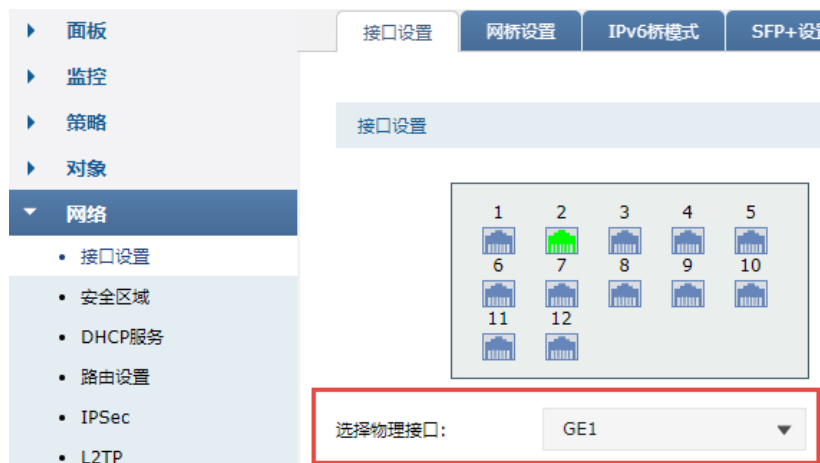 面板
监控
策略
对象
网络
接口设置
安全区域
DHCP服务
路由设置
IPSec
L2TP
接口设置 网桥设置 IPv6桥模式 SFP+设
接口设置
1 2 3 4 5
6 7 8 9 10
11 12
选择物理接口: GE1